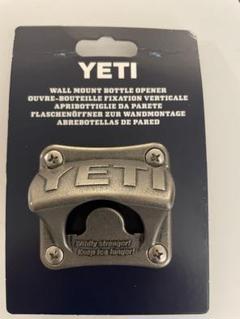 YETI
WALL MOUNT BOTTLE OPENER
OUVRE-BOUTEILLE FIXATION VERTICALE
APRIBOTTIGLIE DA PARETE
FLASCHENÖFFNER ZUR WANDMONTAGE
ABREBOTELLAS DE PARED
YETI
Wildly Stronger!
Keep Ice Longer!